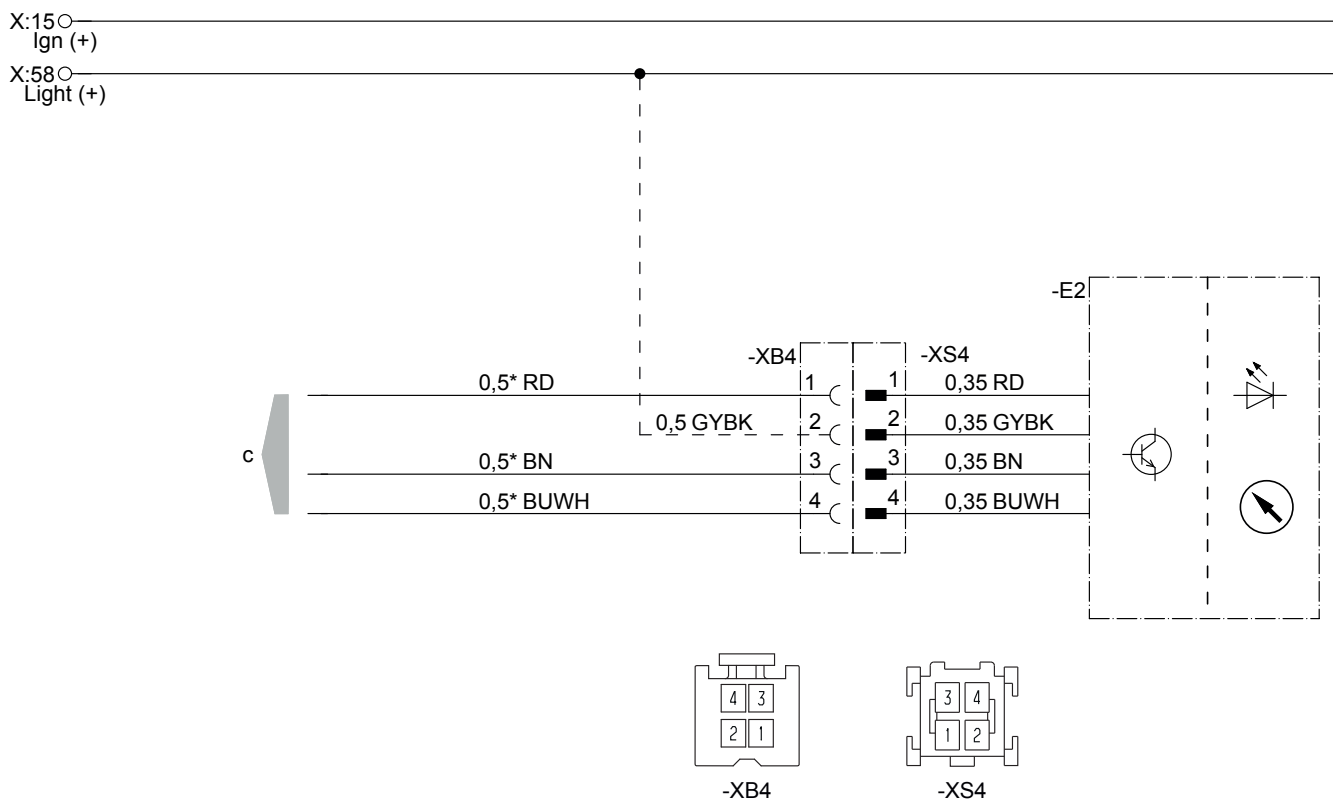 X:15
Ign (+)
X:58
Light (+)
-E2
-XB4 -XS4
0,5* RD 1 1 0,35 RD
0,5 GYBK 2 2 0,35 GYBK
c
0,5* BN 3 3 0,35 BN
0,5* BUWH 4 4 0,35 BUWH
4 3 3 4
2 1 1 2
-XB4 -XS4